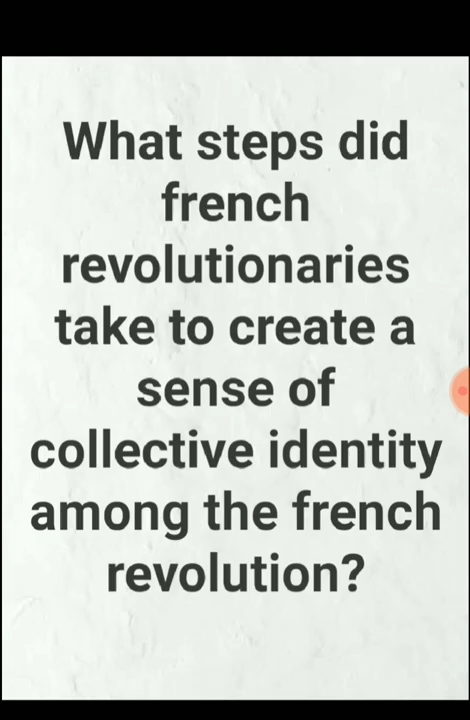 What steps did
french
revolutionaries
take to create a
sense of
collective identity
among the french
revolution?